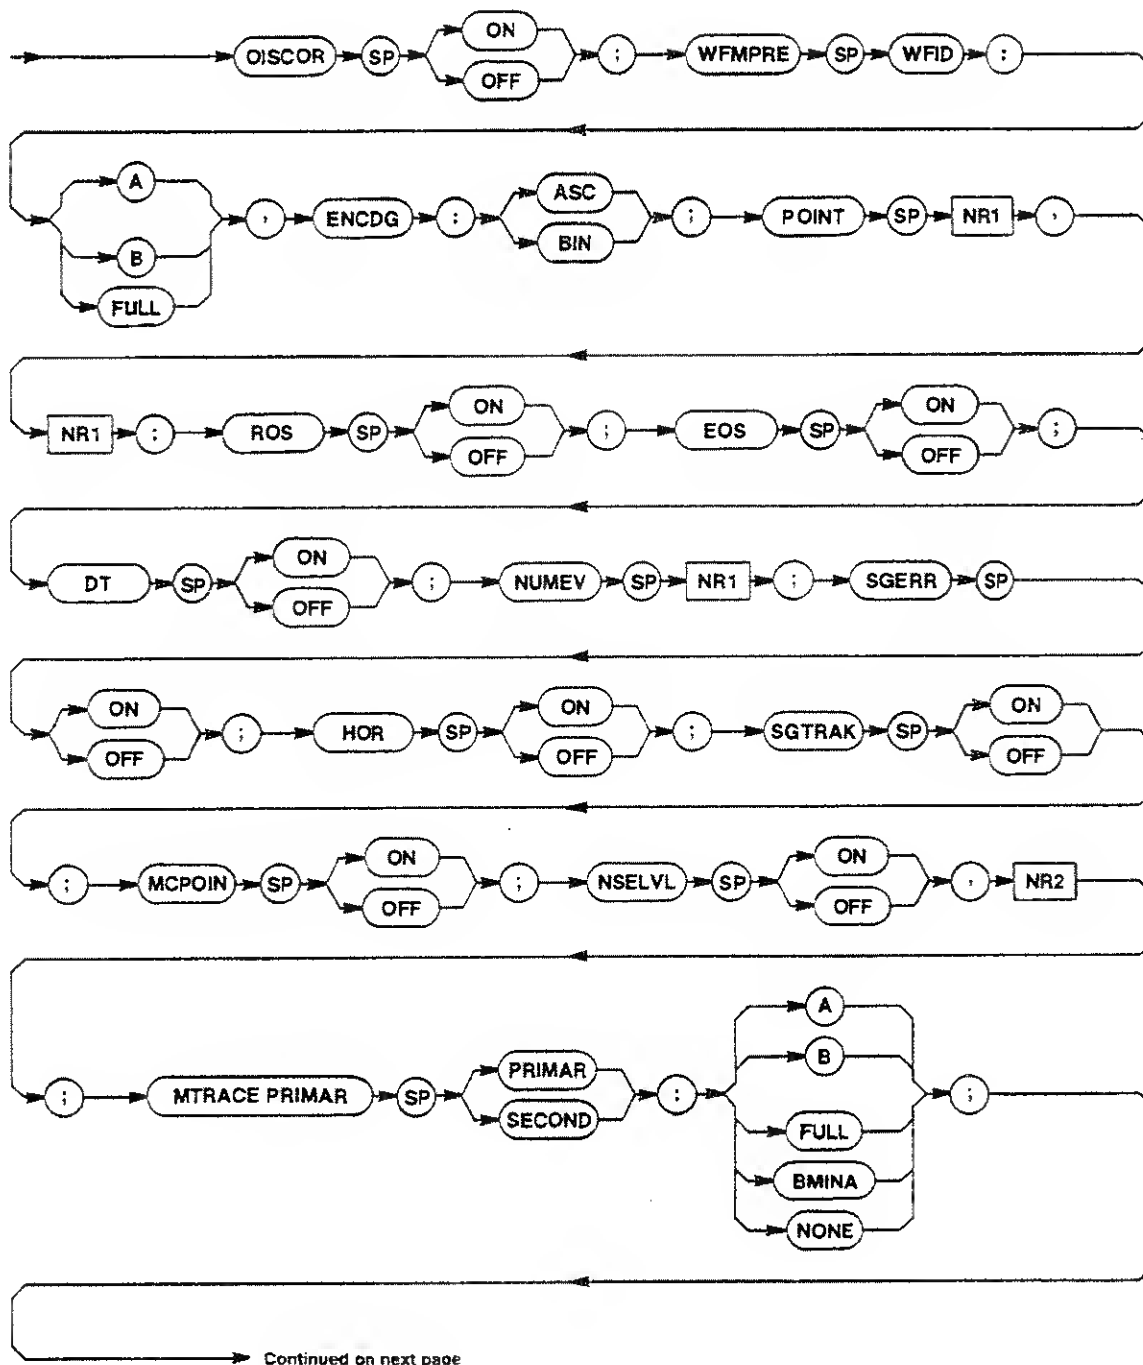 OISCOR SP ON OFF ; WFMPRE SP WFID :
A B FULL , ENCDG : ASC BIN ; POINT SP NR1 ,
NR1 : ROS SP ON OFF ; EOS SP ON OFF ;
DT SP ON OFF ; NUMEV SP NR1 ; SGERR SP
ON OFF ; HOR SP ON OFF ; SGTRAK SP ON OFF
; MCPOIN SP ON OFF ; NSELVL SP ON OFF , NR2
; MTRACE PRIMAR SP PRIMAR SECOND : A B FULL BMINA NONE ;
Continued on next page